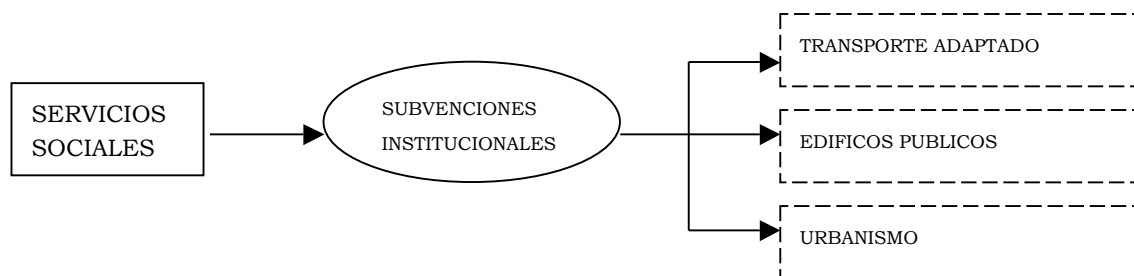 SERVICIOS
SOCIALES
SUBVENCIONES
INSTITUCIONALES
TRANSPORTE ADAPTADO
EDIFICOS PUBLICOS
URBANISMO